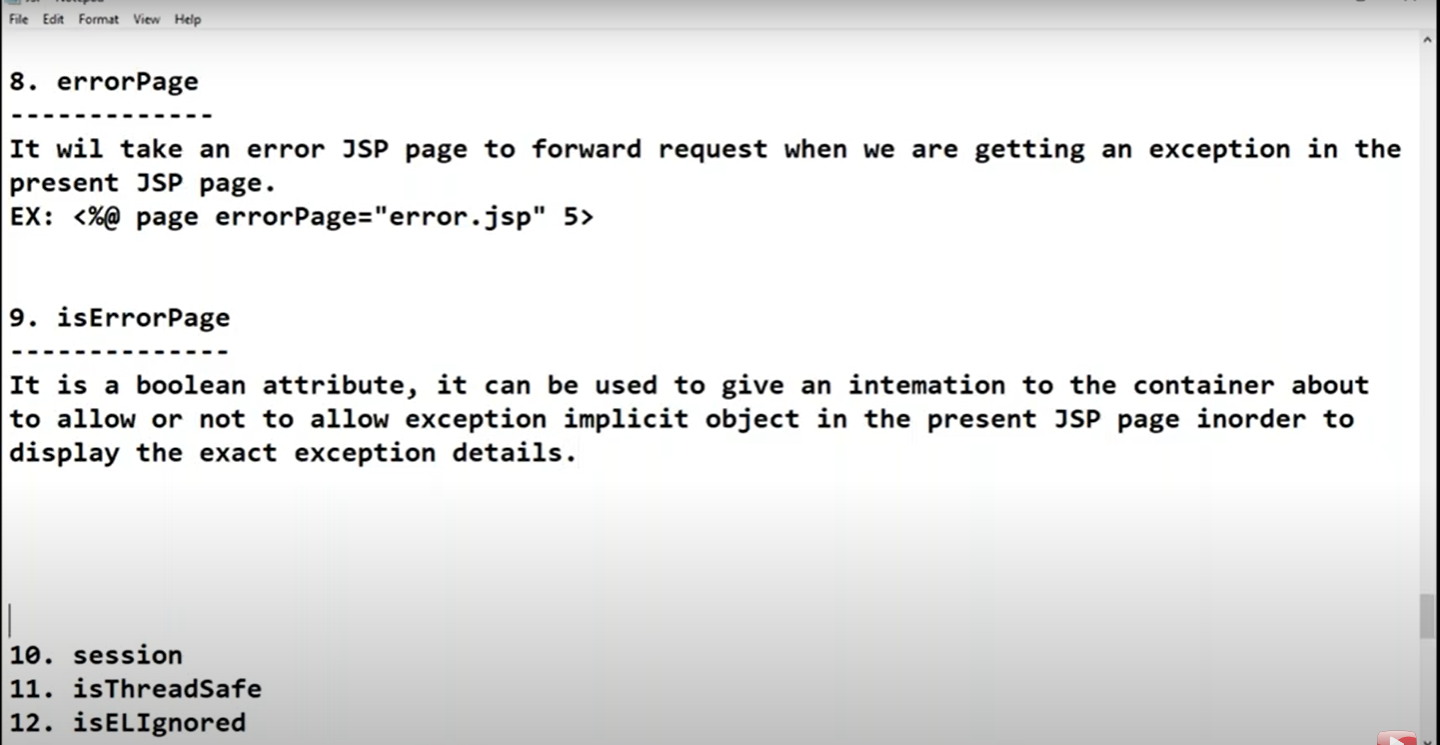 File Edit Format View Help
8. errorPage
-------------
It wil take an error JSP page to forward request when we are getting an exception in the
present JSP page.
EX: <%@ page errorPage="error.jsp" 5>
9. isErrorPage
--------------
It is a boolean attribute, it can be used to give an intemation to the container about
to allow or not to allow exception implicit object in the present JSP page inorder to
display the exact exception details.
10. session
11. isThreadSafe
12. isELIgnored